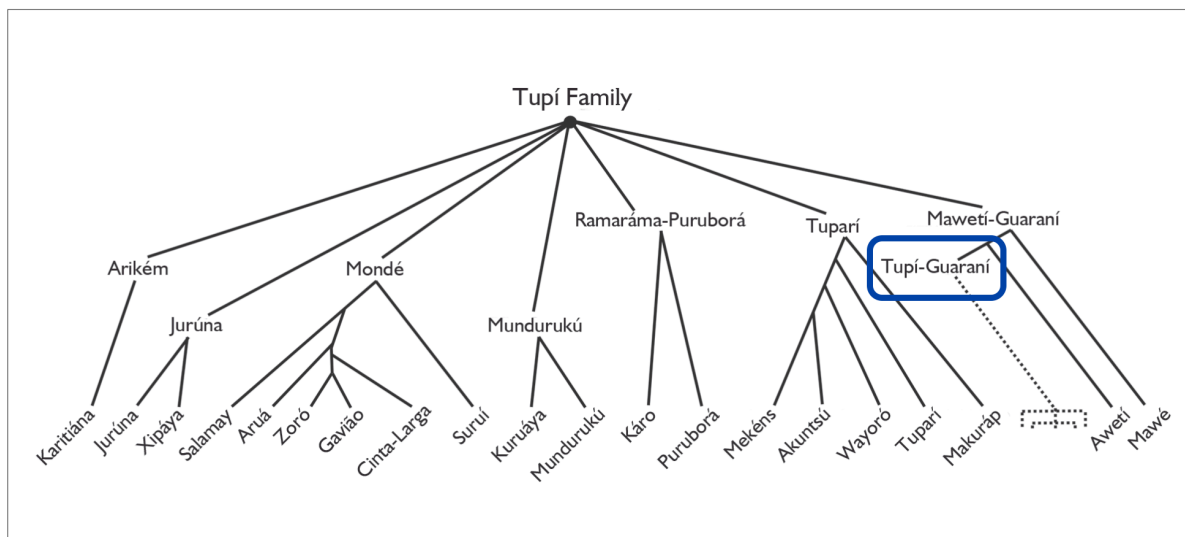 Tupí Family
Ramaráma-Puruborá
Tuparí
Mawetí-Guaraní
Arikém
Mondé
Tupí-Guaraní
Jurúna
Mundurukú
Karitiána
Jurúna
Xipáya
Salamay
Aruá
Zoró
Gavião
Cinta-Larga
Suruí
Kuruáya
Mundurukú
Káro
Puruborá
Mekéns
Akuntsú
Wayoró
Tuparí
Makuráp
Awetí
Mawé